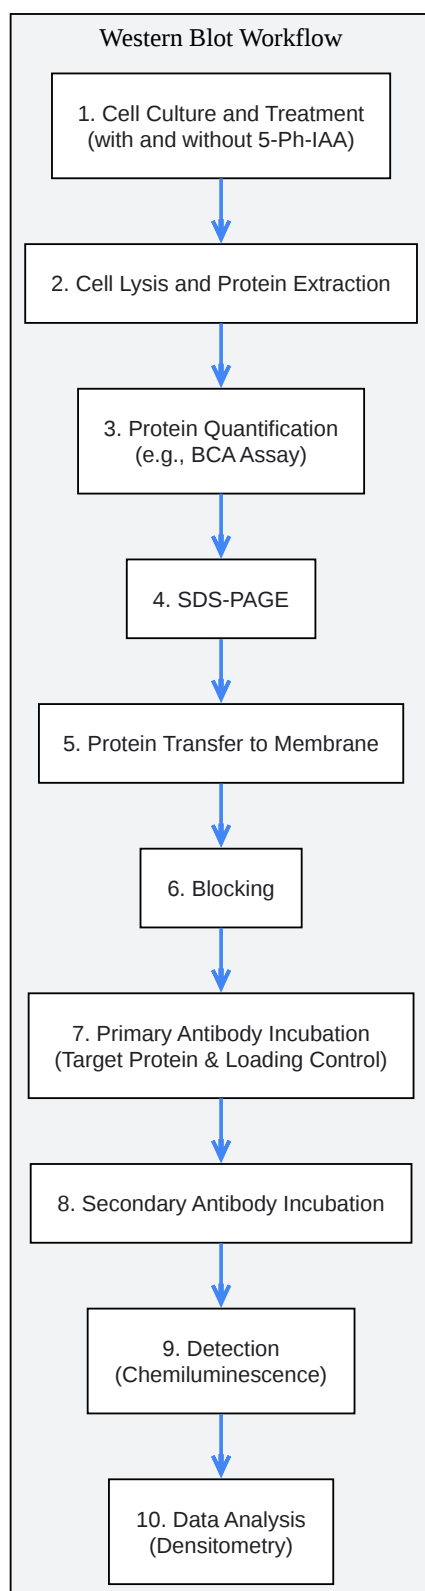 Western Blot Workflow
1. Cell Culture and Treatment
(with and without 5-Ph-IAA)
2. Cell Lysis and Protein Extraction
3. Protein Quantification
(e.g., BCA Assay)
4. SDS-PAGE
5. Protein Transfer to Membrane
6. Blocking
7. Primary Antibody Incubation
(Target Protein & Loading Control)
8. Secondary Antibody Incubation
9. Detection
(Chemiluminescence)
10. Data Analysis
(Densitometry)